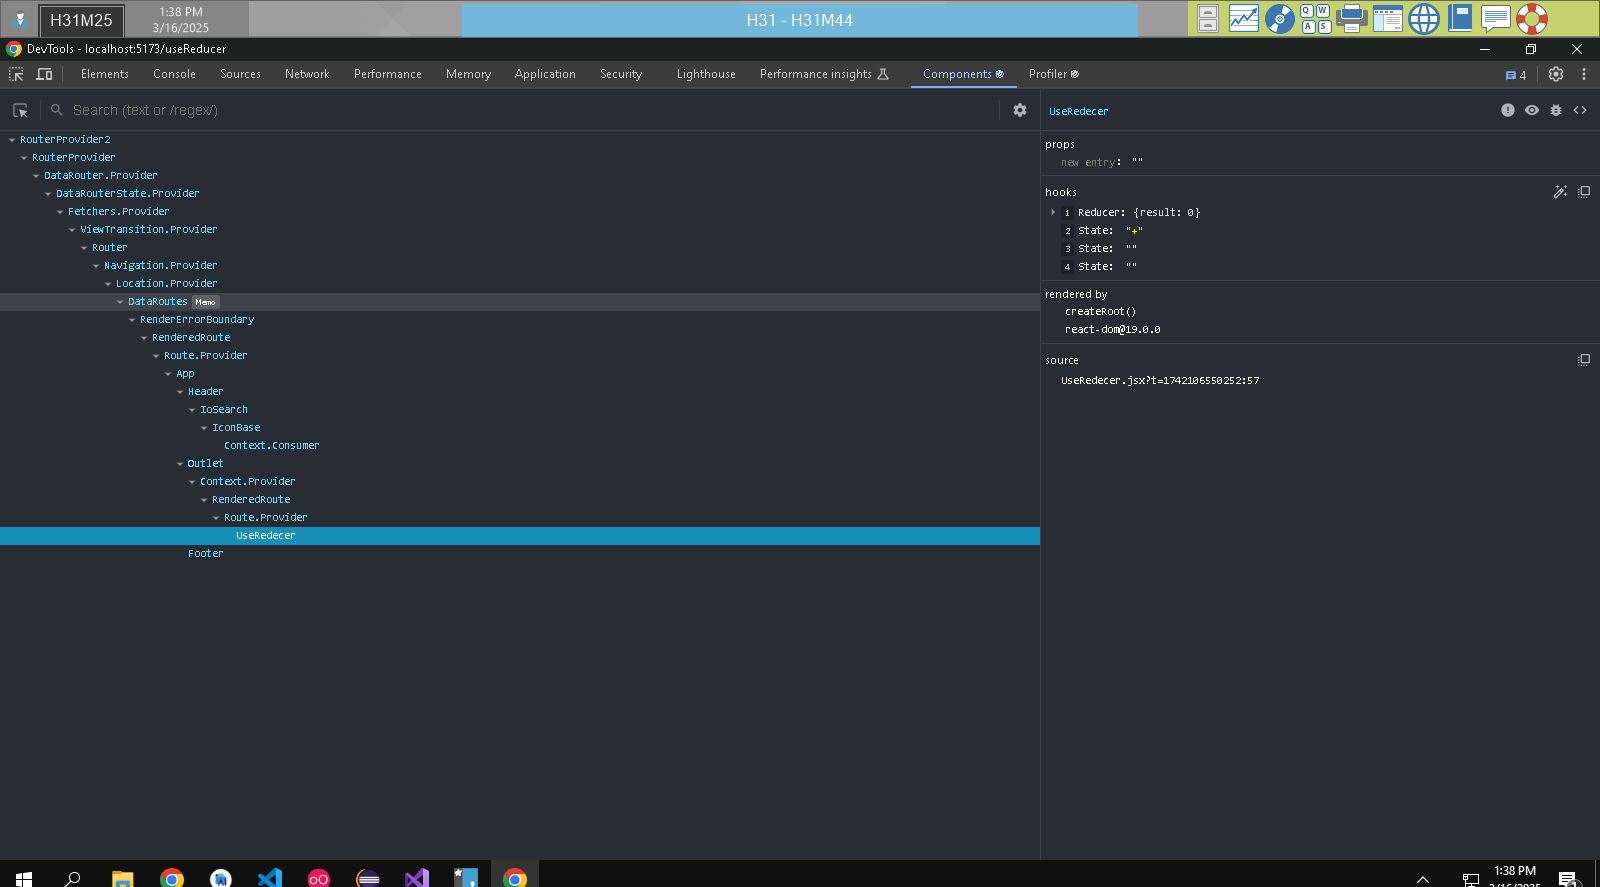 H31M25
1:38 PM
3/16/2025
H31 - H31M44
Q W
A S
DevTools - localhost:5173/useReducer
Elements Console Sources Network Performance Memory Application Security Lighthouse Performance insights Components Profiler 4
Search (text or /regex/)
RouterProvider2
RouterProvider
DataRouter.Provider
DataRouterState.Provider
Fetchers.Provider
ViewTransition.Provider
Router
Navigation.Provider
Location.Provider
DataRoutes Memo
RenderErrorBoundary
RenderedRoute
Route.Provider
App
Header
IoSearch
IconBase
Context.Consumer
Outlet
Context.Provider
RenderedRoute
Route.Provider
UseRedecer
Footer
UseRedecer
props
new entry: ""
hooks
1 Reducer: {result: 0}
2 State: "+"
3 State: ""
4 State: ""
rendered by
createRoot()
react-dom@19.0.0
source
UseRedecer.jsx?t=1742106550252:57
1:38 PM
3/16/2025